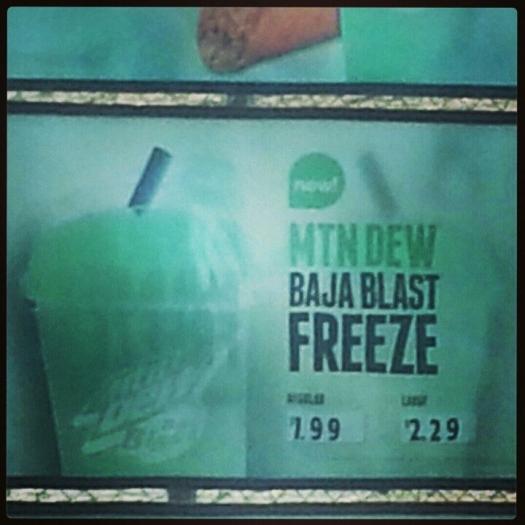 new!
MTN DEW
BAJA BLAST
FREEZE
REGULAR LARGE
1.99 2.29